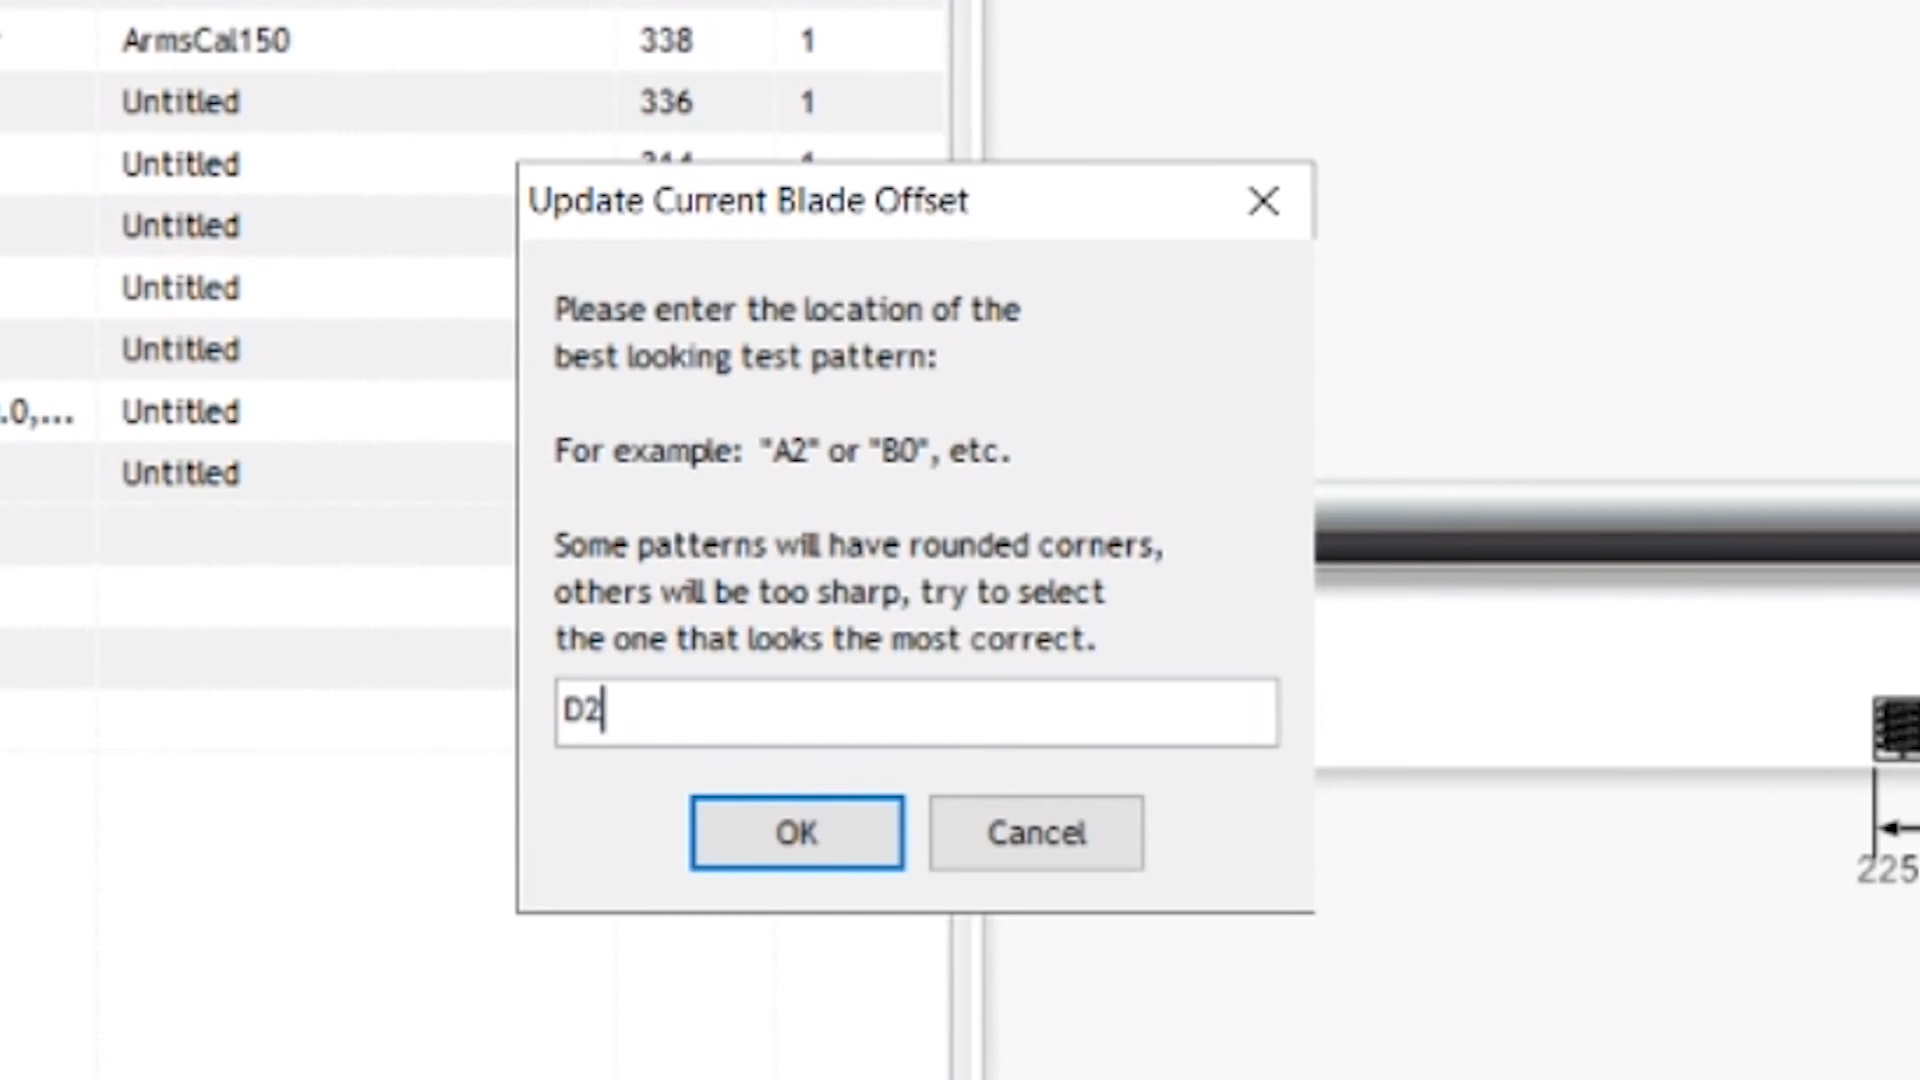 ArmsCal150 338 1
Untitled 336 1
Untitled
Untitled
Untitled
Untitled
.0,... Untitled
Untitled
Update Current Blade Offset
Please enter the location of the
best looking test pattern:
For example: "A2" or "B0", etc.
Some patterns will have rounded corners,
others will be too sharp, try to select
the one that looks the most correct.
D2
OK Cancel
225